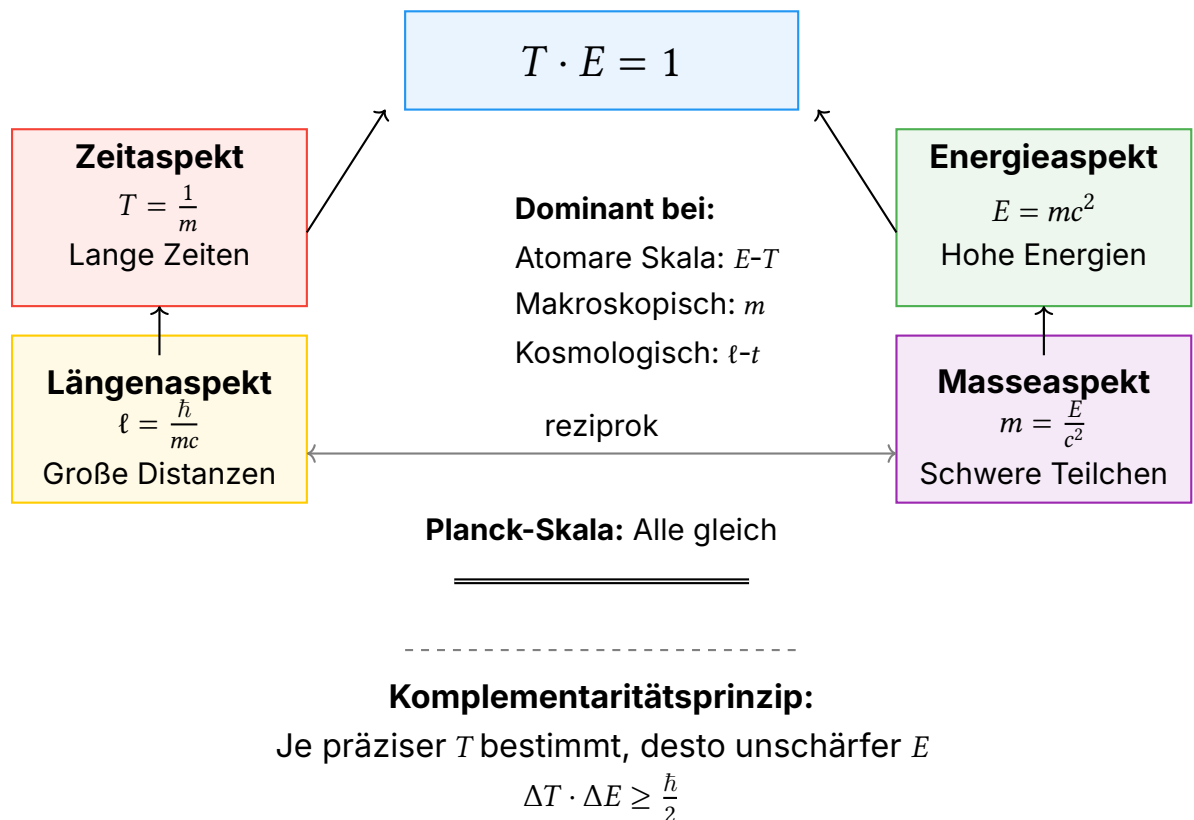 T · E = 1
Zeitaspekt
T = 1/m
Lange Zeiten
Energieaspekt
E = mc²
Hohe Energien
Dominant bei:
Atomare Skala: E-T
Makroskopisch: m
Kosmologisch: ℓ-t
Längenaspekt
ℓ = ℏ/mc
Große Distanzen
Masseaspekt
m = E/c²
Schwere Teilchen
reziprok
Planck-Skala: Alle gleich
Komplementaritätsprinzip:
Je präziser T bestimmt, desto unschärfer E
ΔT · ΔE ≥ ℏ/2